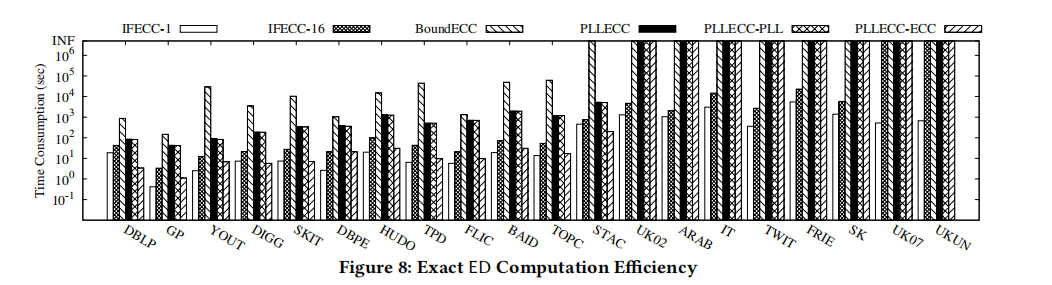 IFECC-1 IFECC-16 BoundECC PLLECC PLLECC-PLL PLLECC-ECC
INF
10^6
10^5
10^4
10^3
10^2
10^1
10^0
10^-1
Time Consumption (sec)
DBLP GP YOUT DIGG SKIT DBPE HUDO TPD FLIC BAID TOPC STAC UK02 ARAB IT TWIT FRIE SK UK07 UKUN
Figure 8: Exact ED Computation Efficiency